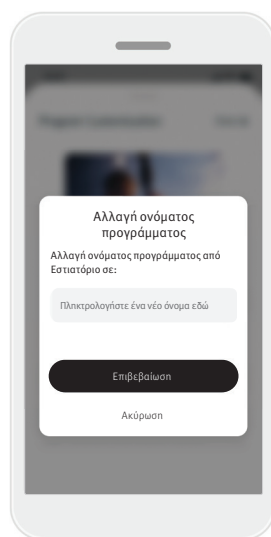 Αλλαγή ονόματος
προγράμματος
Αλλαγή ονόματος προγράμματος από
Εστιατόριο σε:
Πληκτρολογήστε ένα νέο όνομα εδώ
Επιβεβαίωση
Ακύρωση